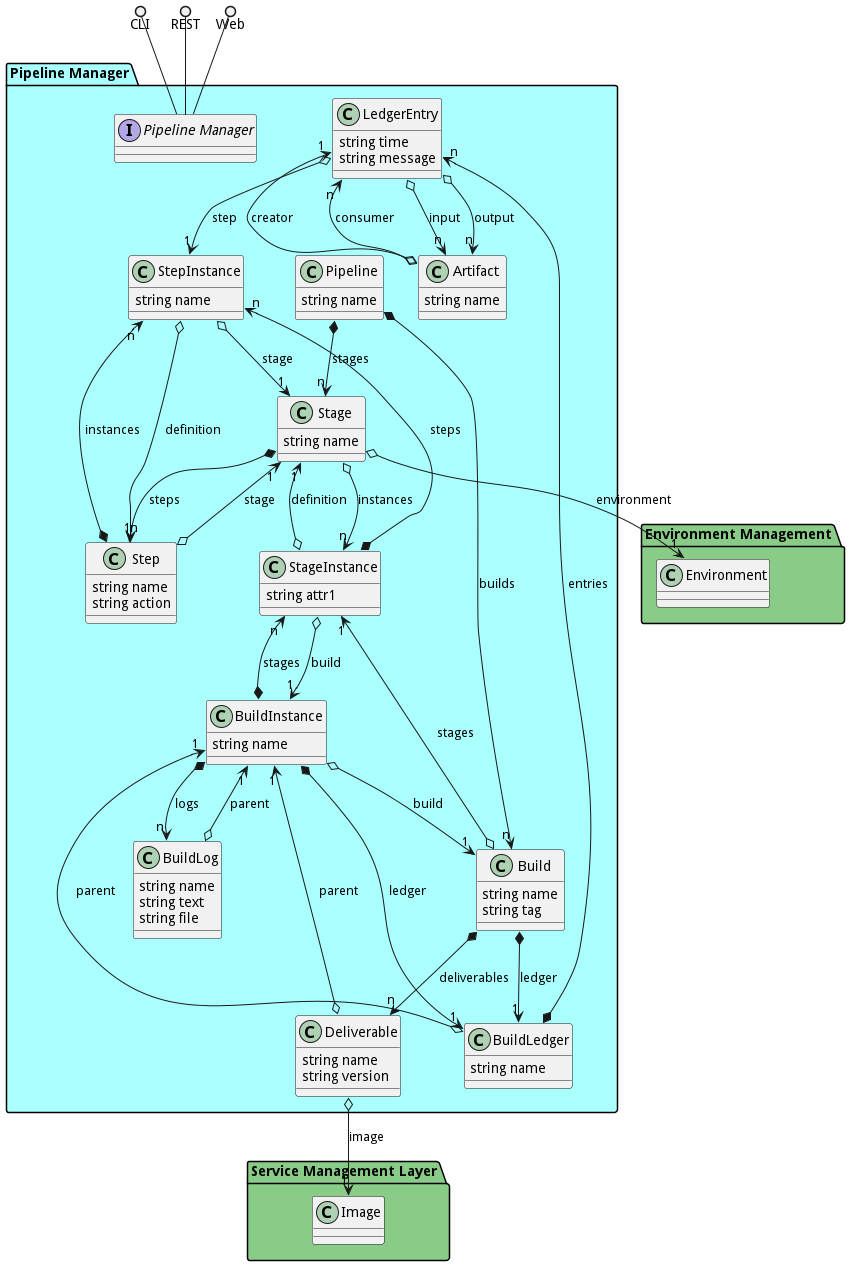 CLI REST Web
Pipeline Manager
I Pipeline Manager
C LedgerEntry
string time
string message
1
n
n
step
creator
consumer
input
output
1
n
n
C StepInstance
string name
C Pipeline
string name
C Artifact
string name
n
n
stage
stages
1
n
instances
definition
steps
C Stage
string name
1
1
steps
stage
definition
instances
environment
1
n
n
1
Environment Management
C Environment
C Step
string name
string action
C StageInstance
string attr1
builds
entries
n
1
stages
build
1
stages
C BuildInstance
string name
1
n
logs
1
parent
1
build
1
n
C BuildLog
string name
string text
string file
C Build
string name
string tag
parent
parent
ledger
deliverables
ledger
n
1
1
C Deliverable
string name
string version
C BuildLedger
string name
image
Service Management Layer
C Image